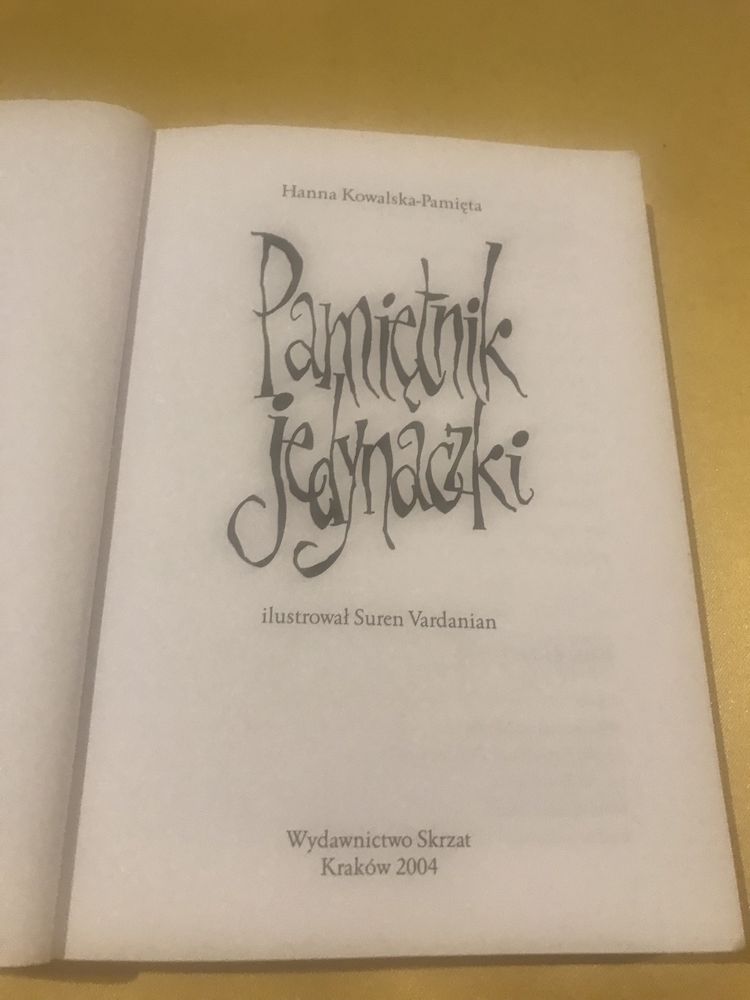 Hanna Kowalska-Pamięta
Pamiętnik
jedynaczki
ilustrował Suren Vardanian
Wydawnictwo Skrzat
Kraków 2004